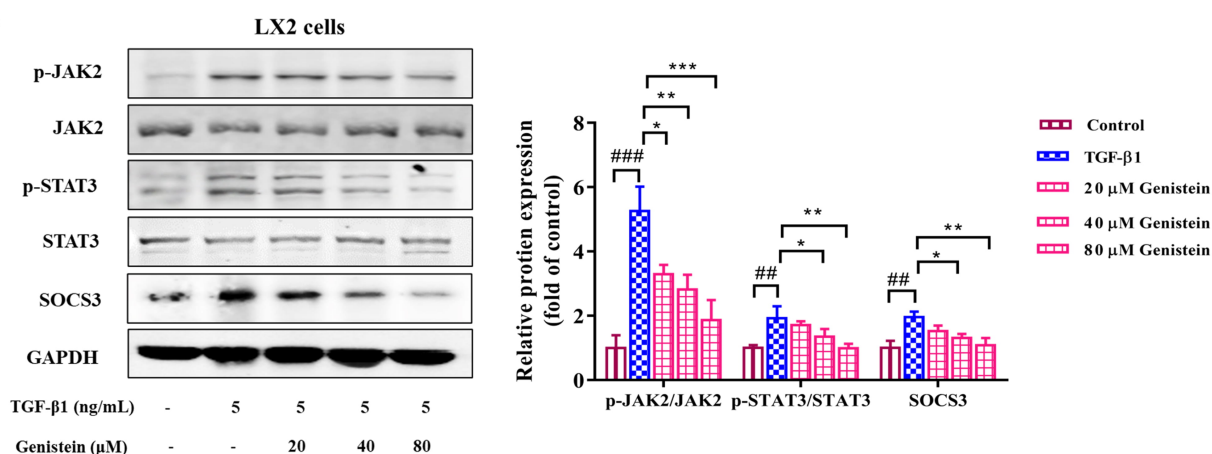 LX2 cells
p-JAK2
JAK2
p-STAT3
STAT3
SOCS3
GAPDH
TGF-β1 (ng/mL) - 5 5 5 5
Genistein (μM) - - 20 40 80
Relative protien expression
(fold of control)
8
6
4
2
0
***
**
*
###
**
*
##
**
*
##
p-JAK2/JAK2 p-STAT3/STAT3 SOCS3
Control
TGF-β1
20 μM Genistein
40 μM Genistein
80 μM Genistein